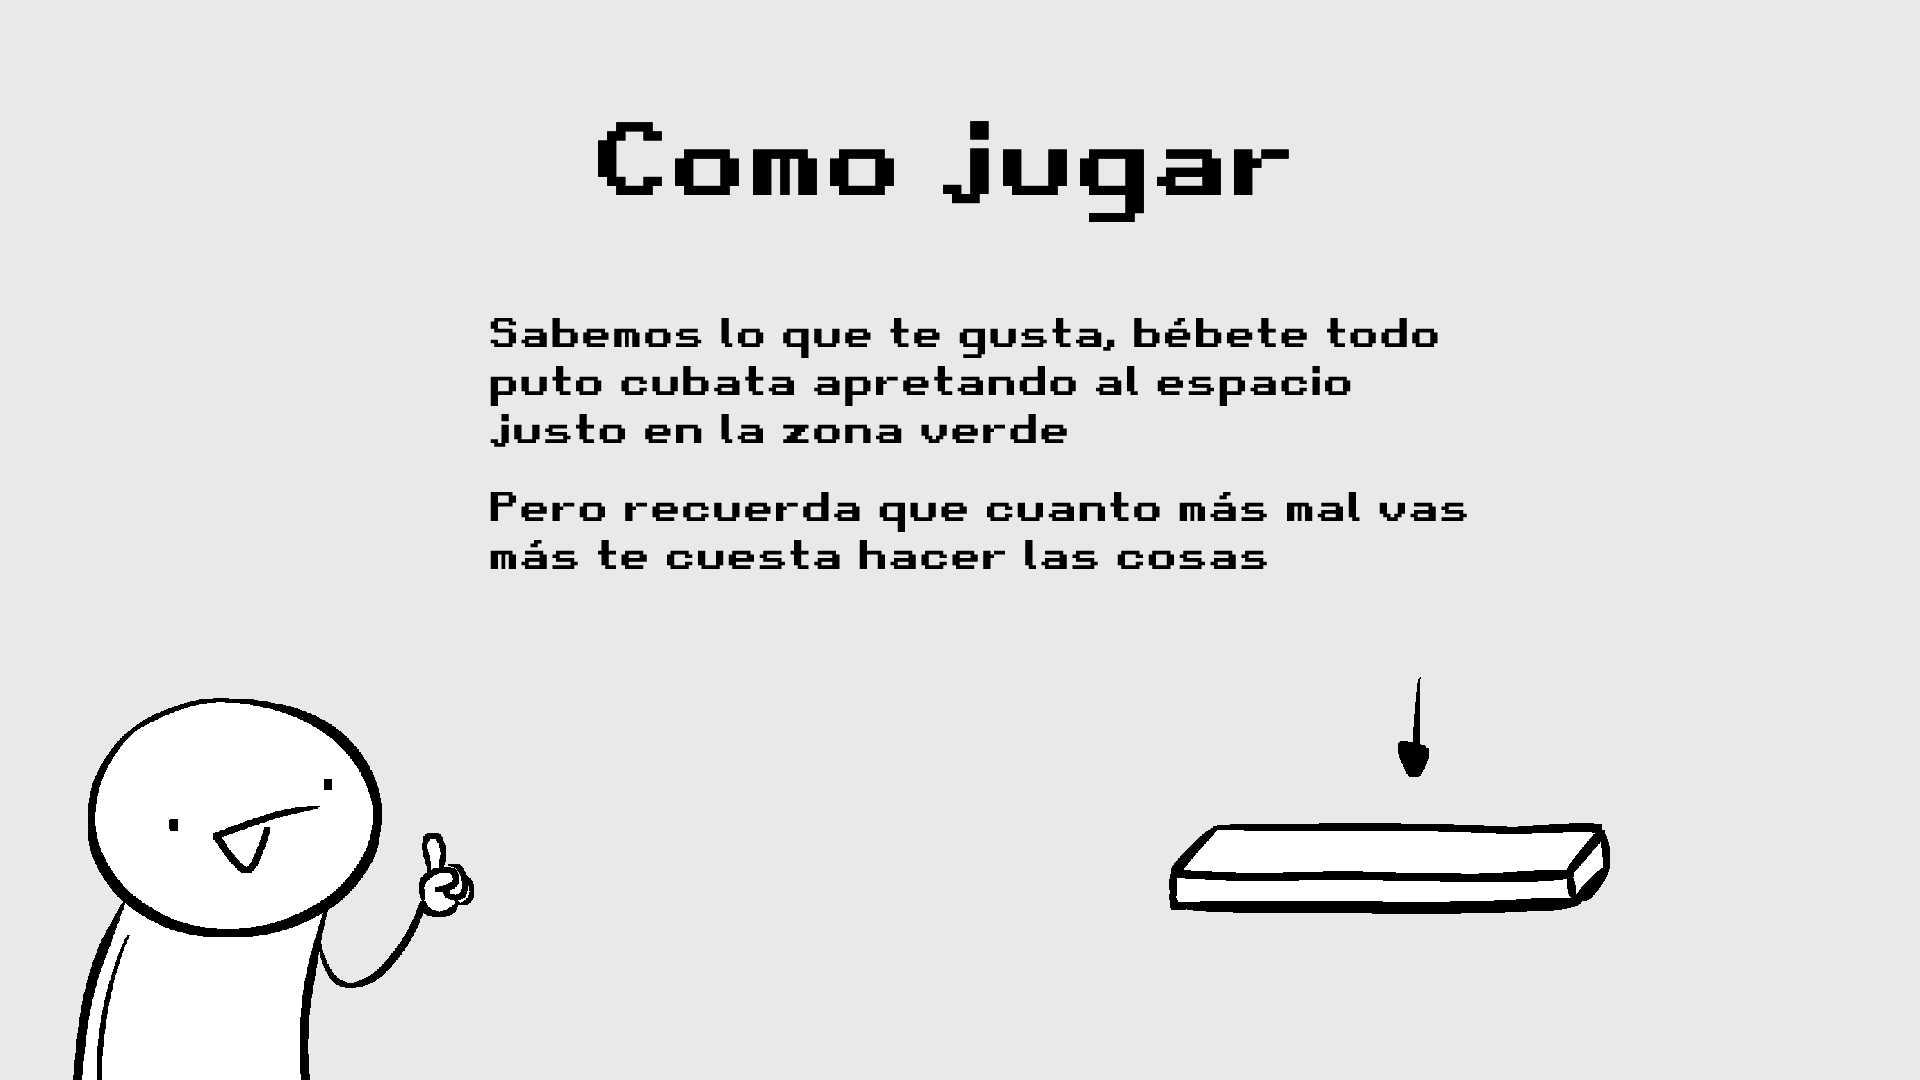 Como jugar
Sabemos lo que te gusta, bébete todo
puto cubata apretando al espacio
justo en la zona verde
Pero recuerda que cuanto más mal vas
más te cuesta hacer las cosas